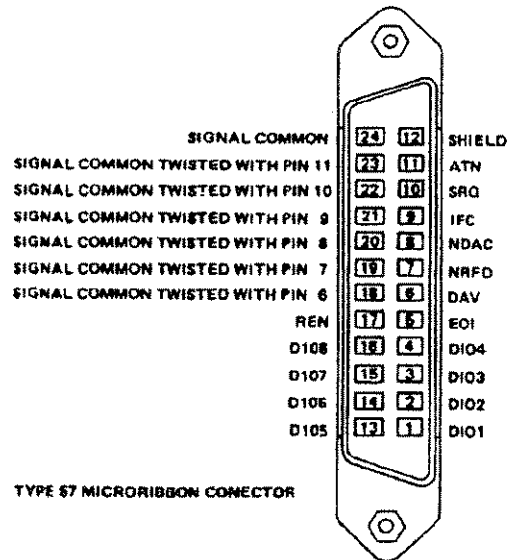 SIGNAL COMMON 24 12 SHIELD
SIGNAL COMMON TWISTED WITH PIN 11 23 11 ATN
SIGNAL COMMON TWISTED WITH PIN 10 22 10 SRQ
SIGNAL COMMON TWISTED WITH PIN 9 21 9 IFC
SIGNAL COMMON TWISTED WITH PIN 8 20 8 NDAC
SIGNAL COMMON TWISTED WITH PIN 7 19 7 NRFD
SIGNAL COMMON TWISTED WITH PIN 6 18 6 DAV
REN 17 5 EOI
D108 16 4 DIO4
D107 15 3 DIO3
D106 14 2 DIO2
D105 13 1 DIO1
TYPE 57 MICRORIBBON CONECTOR